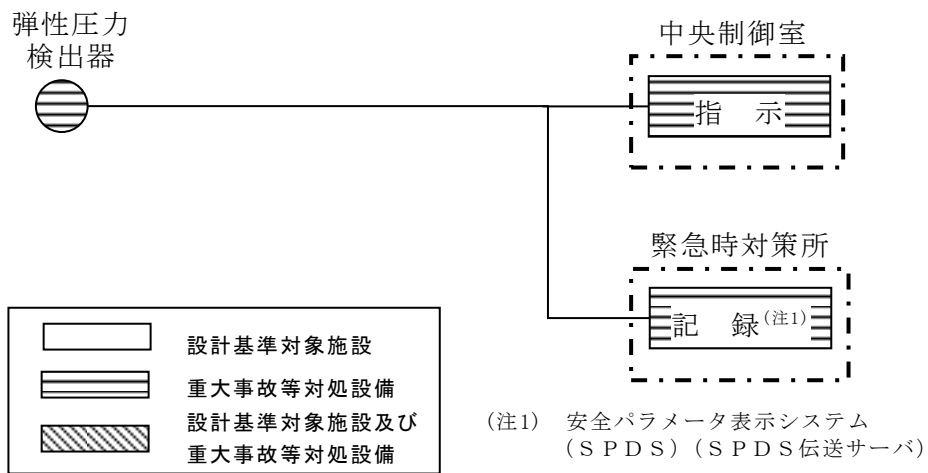 弾性圧力
検出器
中央制御室
指　示
緊急時対策所
記　録(注1)
設計基準対象施設
重大事故等対処設備
設計基準対象施設及び
重大事故等対処設備
(注1)　安全パラメータ表示システム
（ＳＰＤＳ）（ＳＰＤＳ伝送サーバ）